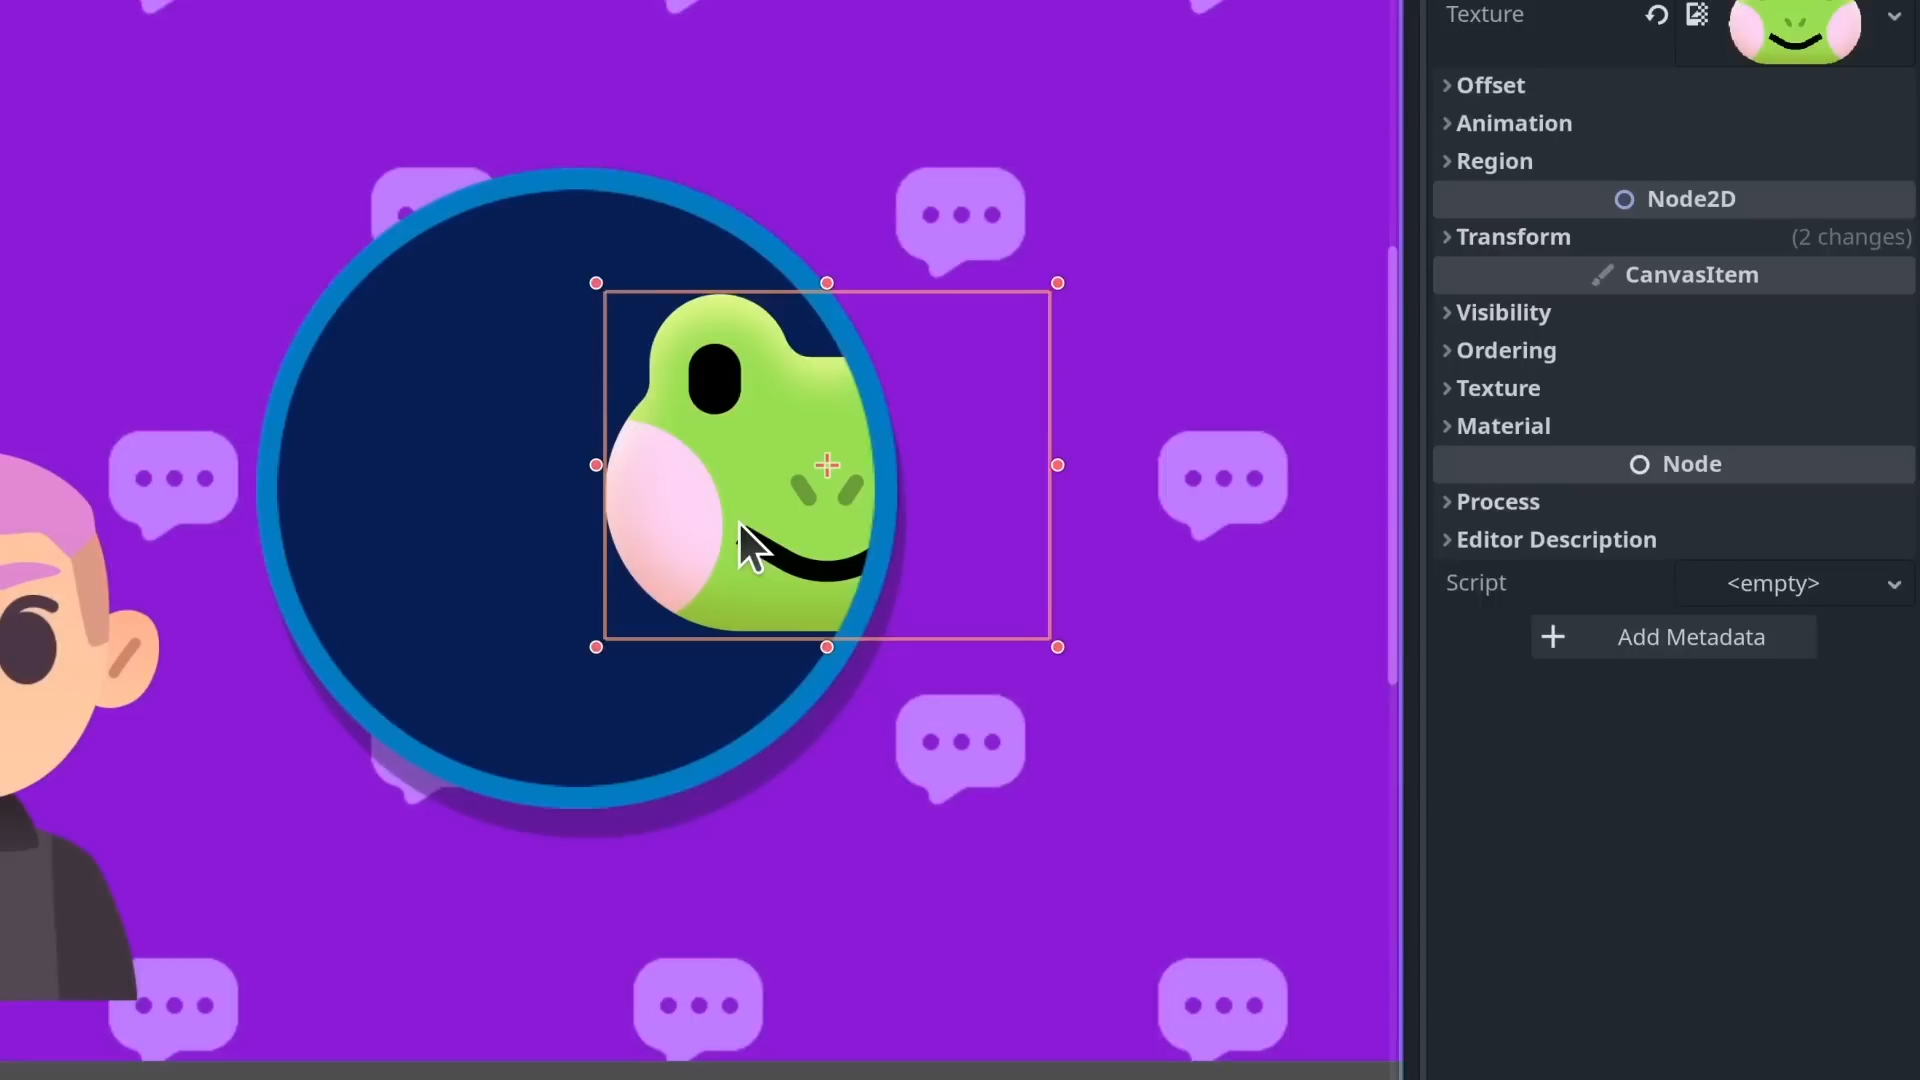 Texture
Offset
Animation
Region
Node2D
Transform (2 changes)
CanvasItem
Visibility
Ordering
Texture
Material
Node
Process
Editor Description
Script <empty>
Add Metadata